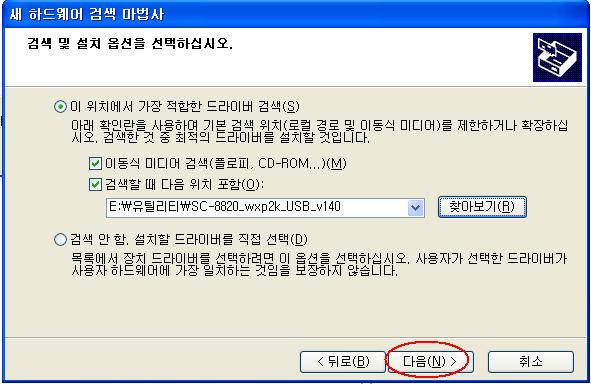 새 하드웨어 검색 마법사
검색 및 설치 옵션을 선택하십시오.
이 위치에서 가장 적합한 드라이버 검색(S)
아래 확인란을 사용하여 기본 검색 위치(로컬 경로 및 이동식 미디어)를 제한하거나 확장하십
시오. 검색한 것 중 최적의 드라이버를 설치할 것입니다.
이동식 미디어 검색(플로피, CD-ROM...)(M)
검색할 때 다음 위치 포함(O):
E:₩유틸리티₩SC-8820_wxp2k_USB_v140
찾아보기(R)
검색 안 함. 설치할 드라이버를 직접 선택(D)
목록에서 장치 드라이버를 선택하려면 이 옵션을 선택하십시오. 사용자가 선택한 드라이버가
사용자 하드웨어에 가장 일치하는 것임을 보장하지 않습니다.
< 뒤로(B)
다음(N) >
취소